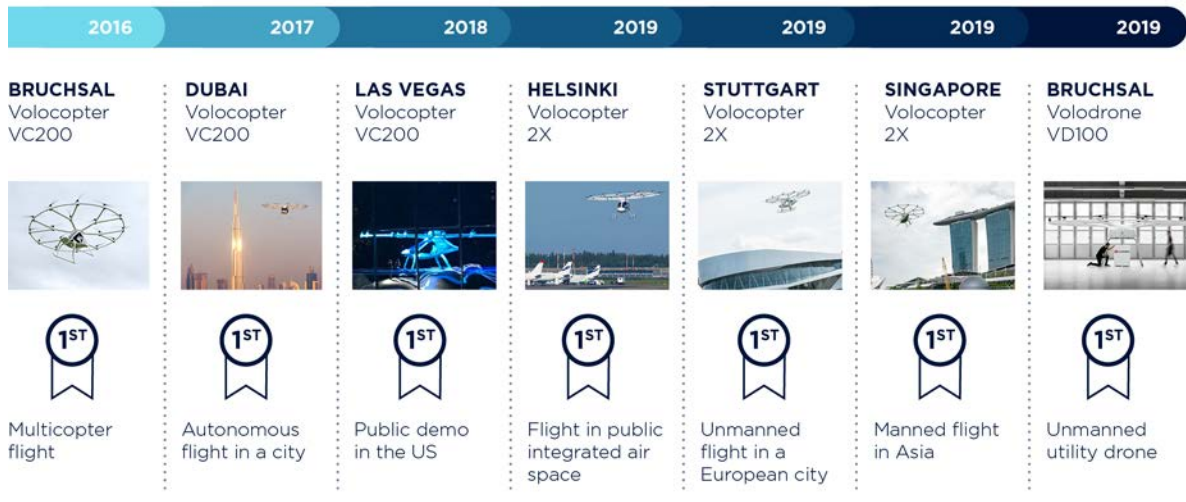 2016
2017
2018
2019
2019
2019
2019
BRUCHSAL
Volocopter
VC200
DUBAI
Volocopter
VC200
LAS VEGAS
Volocopter
VC200
HELSINKI
Volocopter
2X
STUTTGART
Volocopter
2X
SINGAPORE
Volocopter
2X
BRUCHSAL
Volodrone
VD100
1ST
1ST
1ST
1ST
1ST
1ST
1ST
Multicopter
flight
Autonomous
flight in a city
Public demo
in the US
Flight in public
integrated air
space
Unmanned
flight in a
European city
Manned flight
in Asia
Unmanned
utility drone